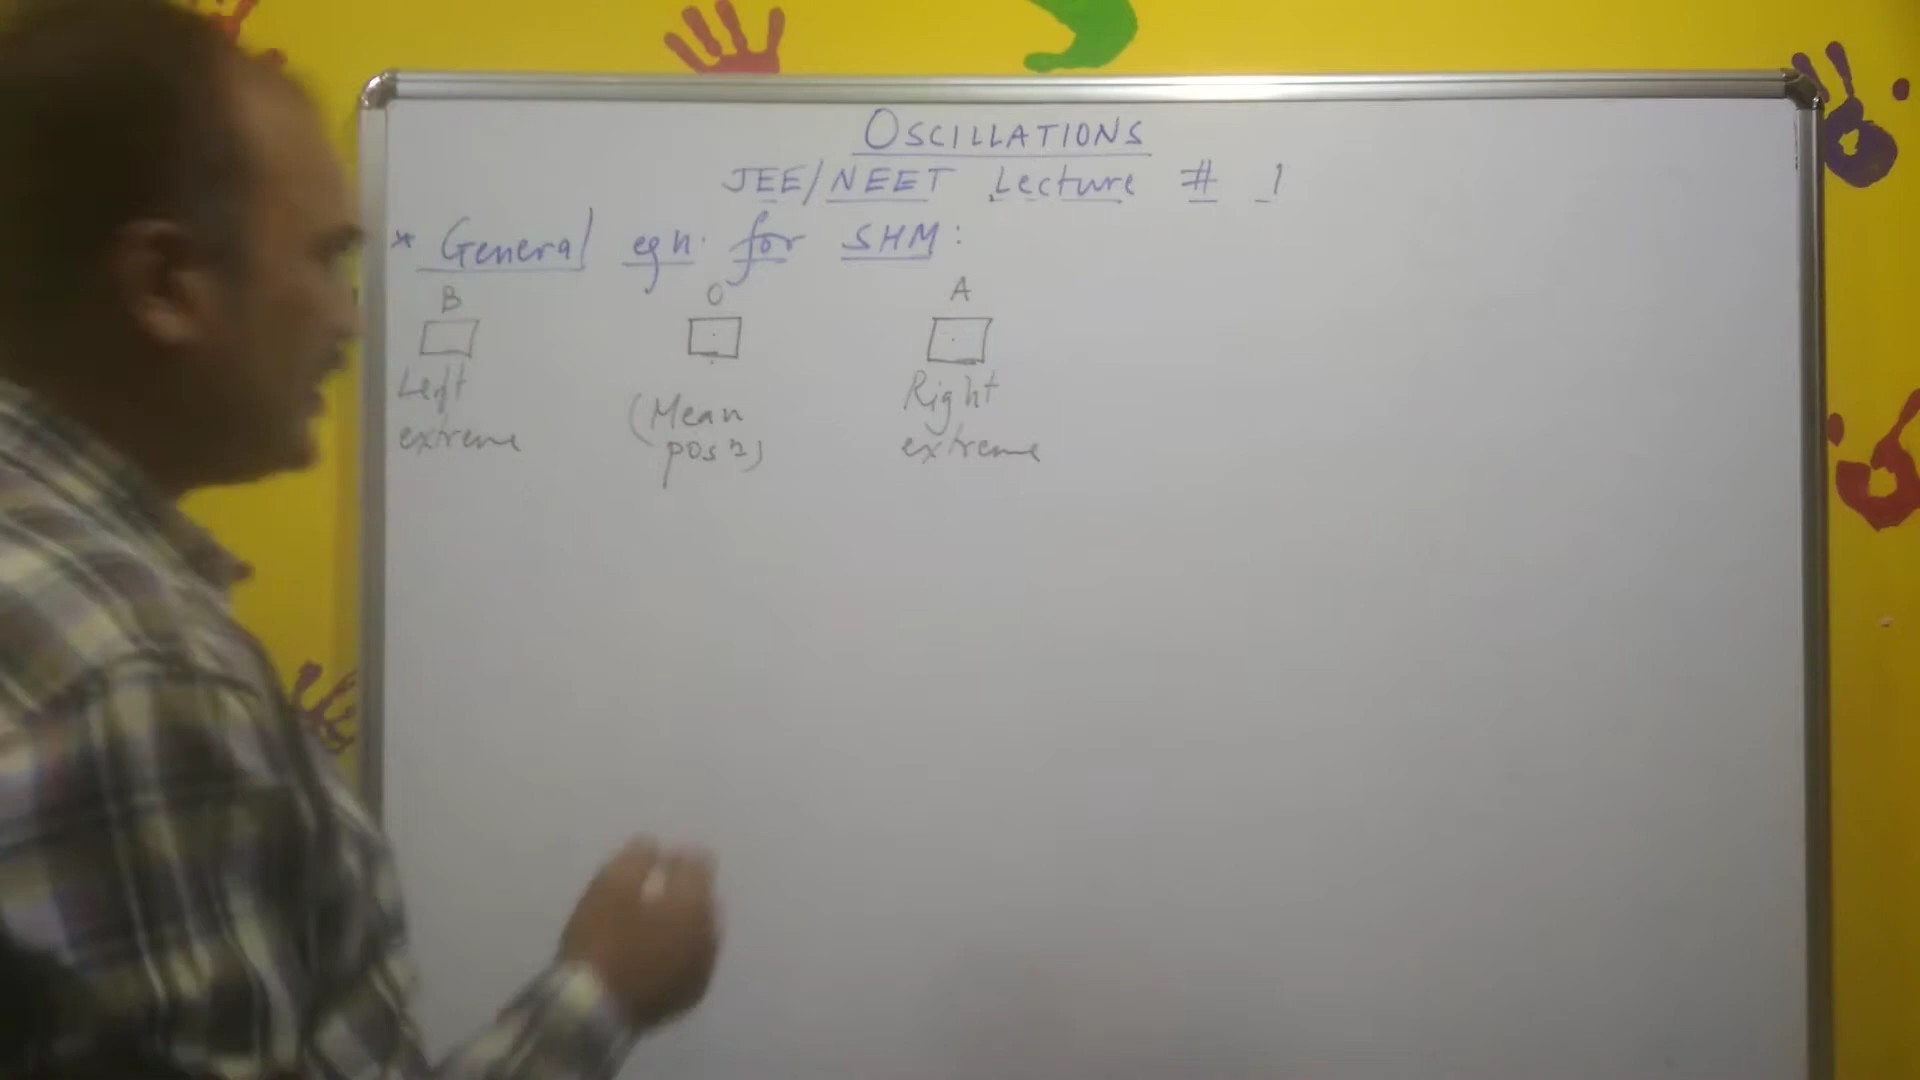 OSCILLATIONS
JEE/NEET Lecture # 1
* General eqn. for SHM:
B O A
Left (Mean Right
extreme posn) extreme